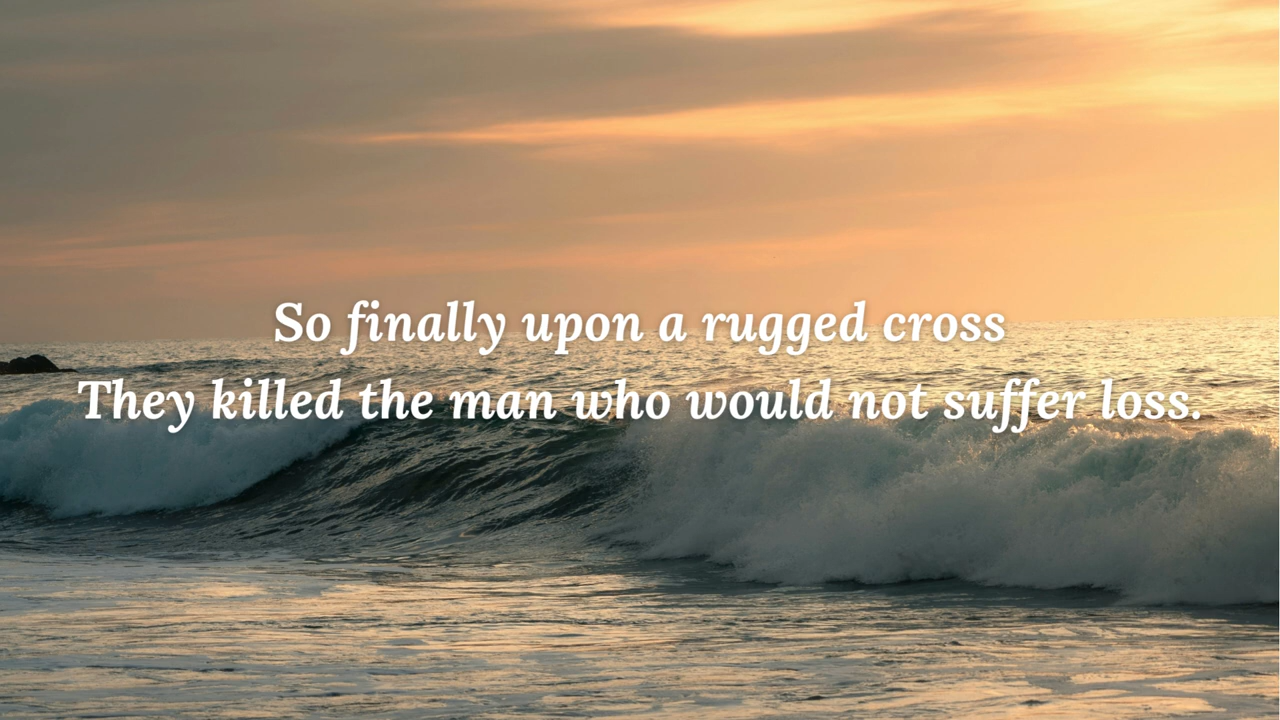 So finally upon a rugged cross
They killed the man who would not suffer loss.